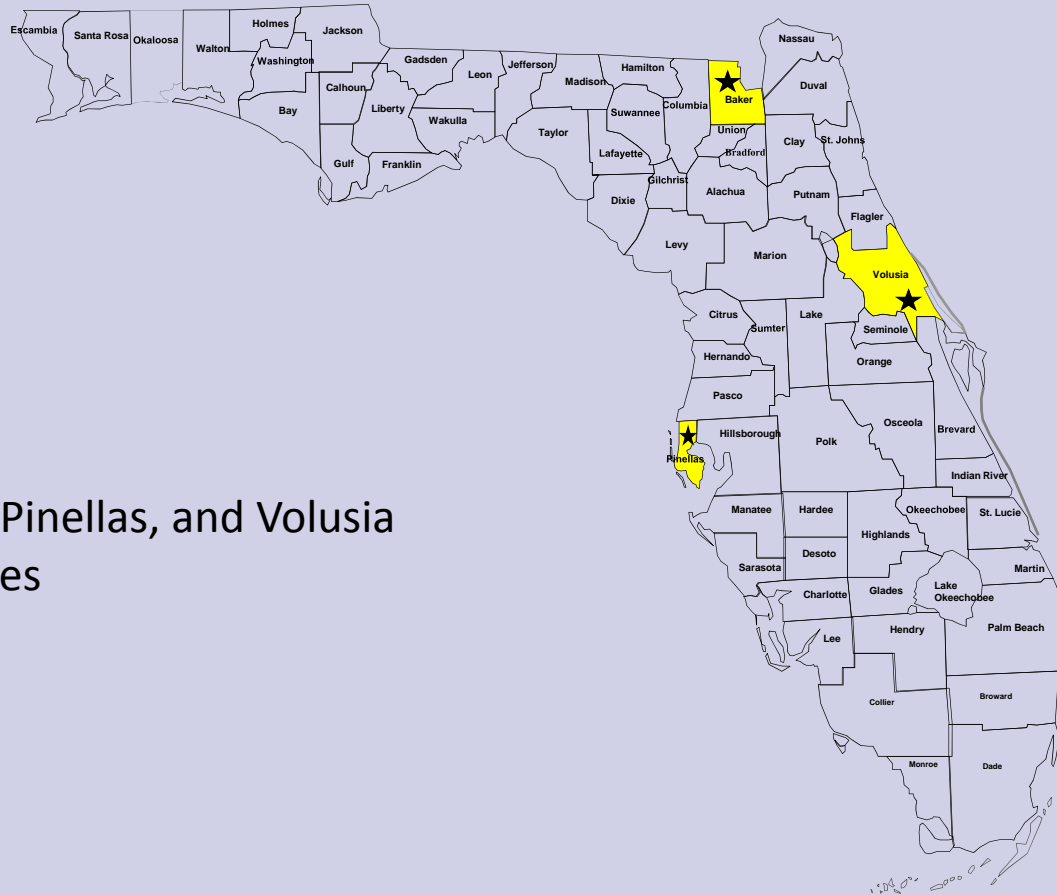 Escambia
Santa Rosa
Okaloosa
Walton
Holmes
Washington
Jackson
Bay
Calhoun
Gulf
Liberty
Gadsden
Franklin
Leon
Wakulla
Jefferson
Madison
Taylor
Hamilton
Suwannee
Lafayette
Dixie
Columbia
Gilchrist
Baker
Union
Bradford
Alachua
Levy
Nassau
Duval
Clay
St. Johns
Putnam
Flagler
Marion
Volusia
Citrus
Sumter
Lake
Seminole
Hernando
Orange
Pasco
Pinellas
Hillsborough
Polk
Osceola
Brevard
Indian River
Pinellas, and Volusia
es
Manatee
Hardee
Highlands
Okeechobee
St. Lucie
Sarasota
Desoto
Martin
Charlotte
Glades
Lake
Okeechobee
Lee
Hendry
Palm Beach
Collier
Broward
Monroe
Dade